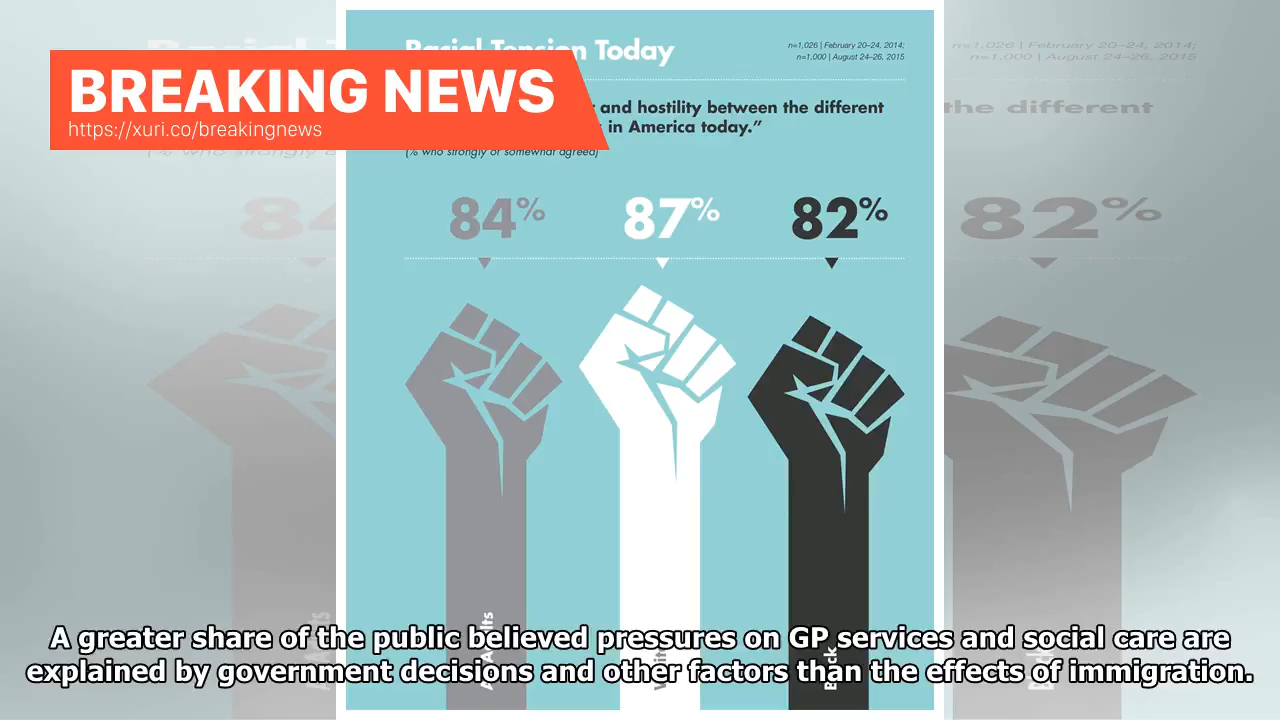 Racial Tension Today
n=1,026 | February 20–24, 2014;
n=1,000 | August 24–26, 2015
BREAKING NEWS
https://xuri.co/breakingnews
and hostility between the different
in America today.”
(% who strongly or somewhat agreed)
84% 87% 82%
A greater share of the public believed pressures on GP services and social care are
explained by government decisions and other factors than the effects of immigration.